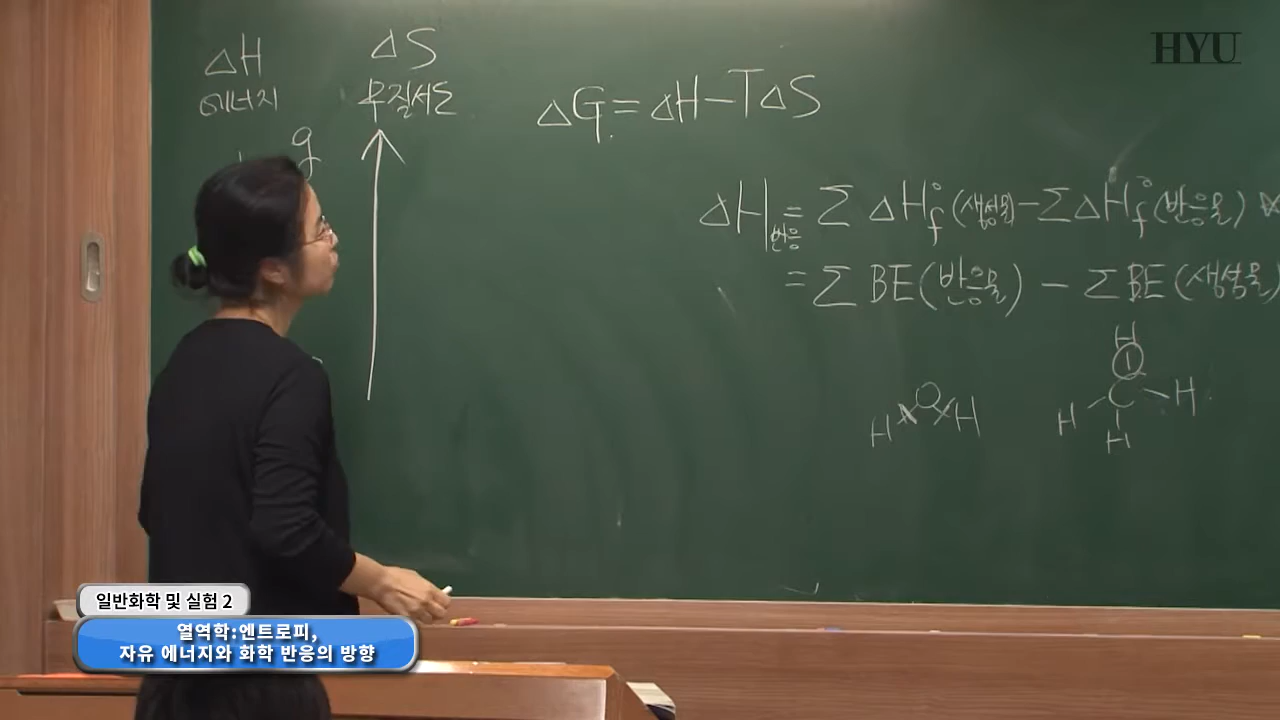 HYU
ΔH
에너지
ΔS
무질서도
g
ΔG = ΔH - TΔS
ΔH반응 = Σ ΔH°f (생성물) - Σ ΔH°f (반응물)
= Σ BE (반응물) - Σ BE (생성물)
H O H
H
C H
H
H
일반화학 및 실험 2
열역학:엔트로피,
자유 에너지와 화학 반응의 방향